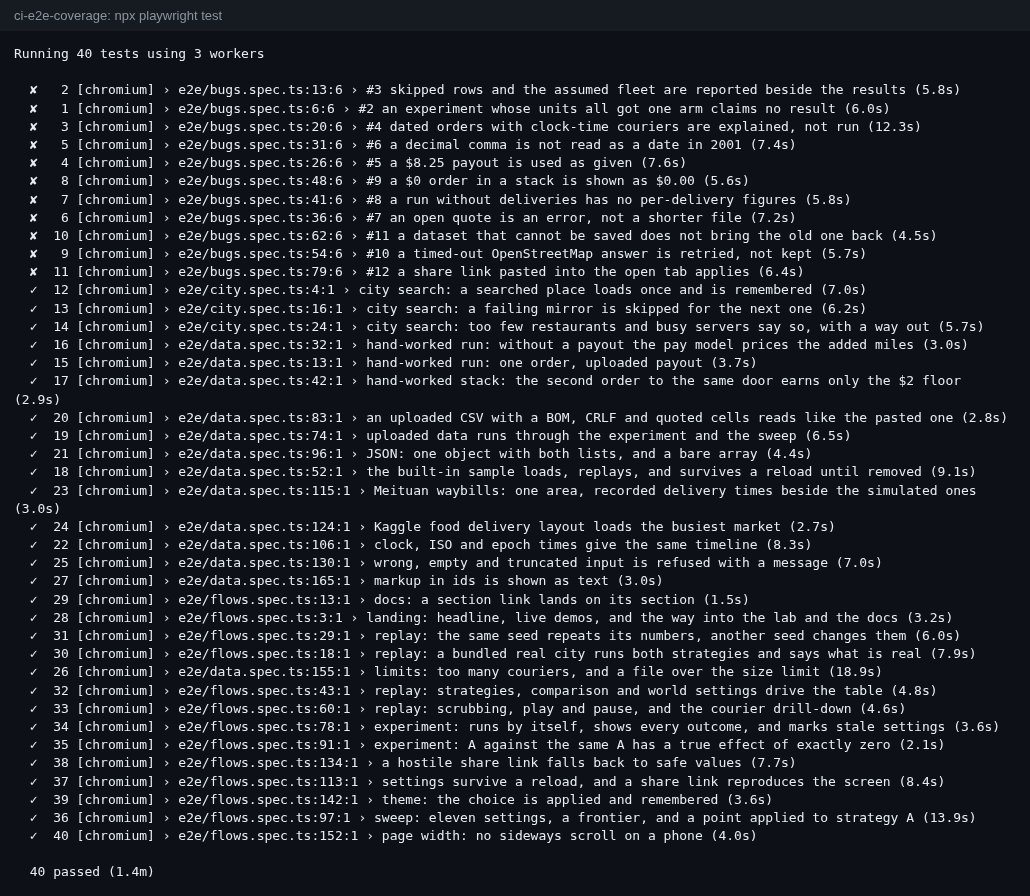 ci-e2e-coverage: npx playwright test
Running 40 tests using 3 workers
✘ 2 [chromium] › e2e/bugs.spec.ts:13:6 › #3 skipped rows and the assumed fleet are reported beside the results (5.8s)
✘ 1 [chromium] › e2e/bugs.spec.ts:6:6 › #2 an experiment whose units all got one arm claims no result (6.0s)
✘ 3 [chromium] › e2e/bugs.spec.ts:20:6 › #4 dated orders with clock-time couriers are explained, not run (12.3s)
✘ 5 [chromium] › e2e/bugs.spec.ts:31:6 › #6 a decimal comma is not read as a date in 2001 (7.4s)
✘ 4 [chromium] › e2e/bugs.spec.ts:26:6 › #5 a $8.25 payout is used as given (7.6s)
✘ 8 [chromium] › e2e/bugs.spec.ts:48:6 › #9 a $0 order in a stack is shown as $0.00 (5.6s)
✘ 7 [chromium] › e2e/bugs.spec.ts:41:6 › #8 a run without deliveries has no per-delivery figures (5.8s)
✘ 6 [chromium] › e2e/bugs.spec.ts:36:6 › #7 an open quote is an error, not a shorter file (7.2s)
✘ 10 [chromium] › e2e/bugs.spec.ts:62:6 › #11 a dataset that cannot be saved does not bring the old one back (4.5s)
✘ 9 [chromium] › e2e/bugs.spec.ts:54:6 › #10 a timed-out OpenStreetMap answer is retried, not kept (5.7s)
✘ 11 [chromium] › e2e/bugs.spec.ts:79:6 › #12 a share link pasted into the open tab applies (6.4s)
✓ 12 [chromium] › e2e/city.spec.ts:4:1 › city search: a searched place loads once and is remembered (7.0s)
✓ 13 [chromium] › e2e/city.spec.ts:16:1 › city search: a failing mirror is skipped for the next one (6.2s)
✓ 14 [chromium] › e2e/city.spec.ts:24:1 › city search: too few restaurants and busy servers say so, with a way out (5.7s)
✓ 16 [chromium] › e2e/data.spec.ts:32:1 › hand-worked run: without a payout the pay model prices the added miles (3.0s)
✓ 15 [chromium] › e2e/data.spec.ts:13:1 › hand-worked run: one order, uploaded payout (3.7s)
✓ 17 [chromium] › e2e/data.spec.ts:42:1 › hand-worked stack: the second order to the same door earns only the $2 floor
(2.9s)
✓ 20 [chromium] › e2e/data.spec.ts:83:1 › an uploaded CSV with a BOM, CRLF and quoted cells reads like the pasted one (2.8s)
✓ 19 [chromium] › e2e/data.spec.ts:74:1 › uploaded data runs through the experiment and the sweep (6.5s)
✓ 21 [chromium] › e2e/data.spec.ts:96:1 › JSON: one object with both lists, and a bare array (4.4s)
✓ 18 [chromium] › e2e/data.spec.ts:52:1 › the built-in sample loads, replays, and survives a reload until removed (9.1s)
✓ 23 [chromium] › e2e/data.spec.ts:115:1 › Meituan waybills: one area, recorded delivery times beside the simulated ones
(3.0s)
✓ 24 [chromium] › e2e/data.spec.ts:124:1 › Kaggle food delivery layout loads the busiest market (2.7s)
✓ 22 [chromium] › e2e/data.spec.ts:106:1 › clock, ISO and epoch times give the same timeline (8.3s)
✓ 25 [chromium] › e2e/data.spec.ts:130:1 › wrong, empty and truncated input is refused with a message (7.0s)
✓ 27 [chromium] › e2e/data.spec.ts:165:1 › markup in ids is shown as text (3.0s)
✓ 29 [chromium] › e2e/flows.spec.ts:13:1 › docs: a section link lands on its section (1.5s)
✓ 28 [chromium] › e2e/flows.spec.ts:3:1 › landing: headline, live demos, and the way into the lab and the docs (3.2s)
✓ 31 [chromium] › e2e/flows.spec.ts:29:1 › replay: the same seed repeats its numbers, another seed changes them (6.0s)
✓ 30 [chromium] › e2e/flows.spec.ts:18:1 › replay: a bundled real city runs both strategies and says what is real (7.9s)
✓ 26 [chromium] › e2e/data.spec.ts:155:1 › limits: too many couriers, and a file over the size limit (18.9s)
✓ 32 [chromium] › e2e/flows.spec.ts:43:1 › replay: strategies, comparison and world settings drive the table (4.8s)
✓ 33 [chromium] › e2e/flows.spec.ts:60:1 › replay: scrubbing, play and pause, and the courier drill-down (4.6s)
✓ 34 [chromium] › e2e/flows.spec.ts:78:1 › experiment: runs by itself, shows every outcome, and marks stale settings (3.6s)
✓ 35 [chromium] › e2e/flows.spec.ts:91:1 › experiment: A against the same A has a true effect of exactly zero (2.1s)
✓ 38 [chromium] › e2e/flows.spec.ts:134:1 › a hostile share link falls back to safe values (7.7s)
✓ 37 [chromium] › e2e/flows.spec.ts:113:1 › settings survive a reload, and a share link reproduces the screen (8.4s)
✓ 39 [chromium] › e2e/flows.spec.ts:142:1 › theme: the choice is applied and remembered (3.6s)
✓ 36 [chromium] › e2e/flows.spec.ts:97:1 › sweep: eleven settings, a frontier, and a point applied to strategy A (13.9s)
✓ 40 [chromium] › e2e/flows.spec.ts:152:1 › page width: no sideways scroll on a phone (4.0s)
40 passed (1.4m)